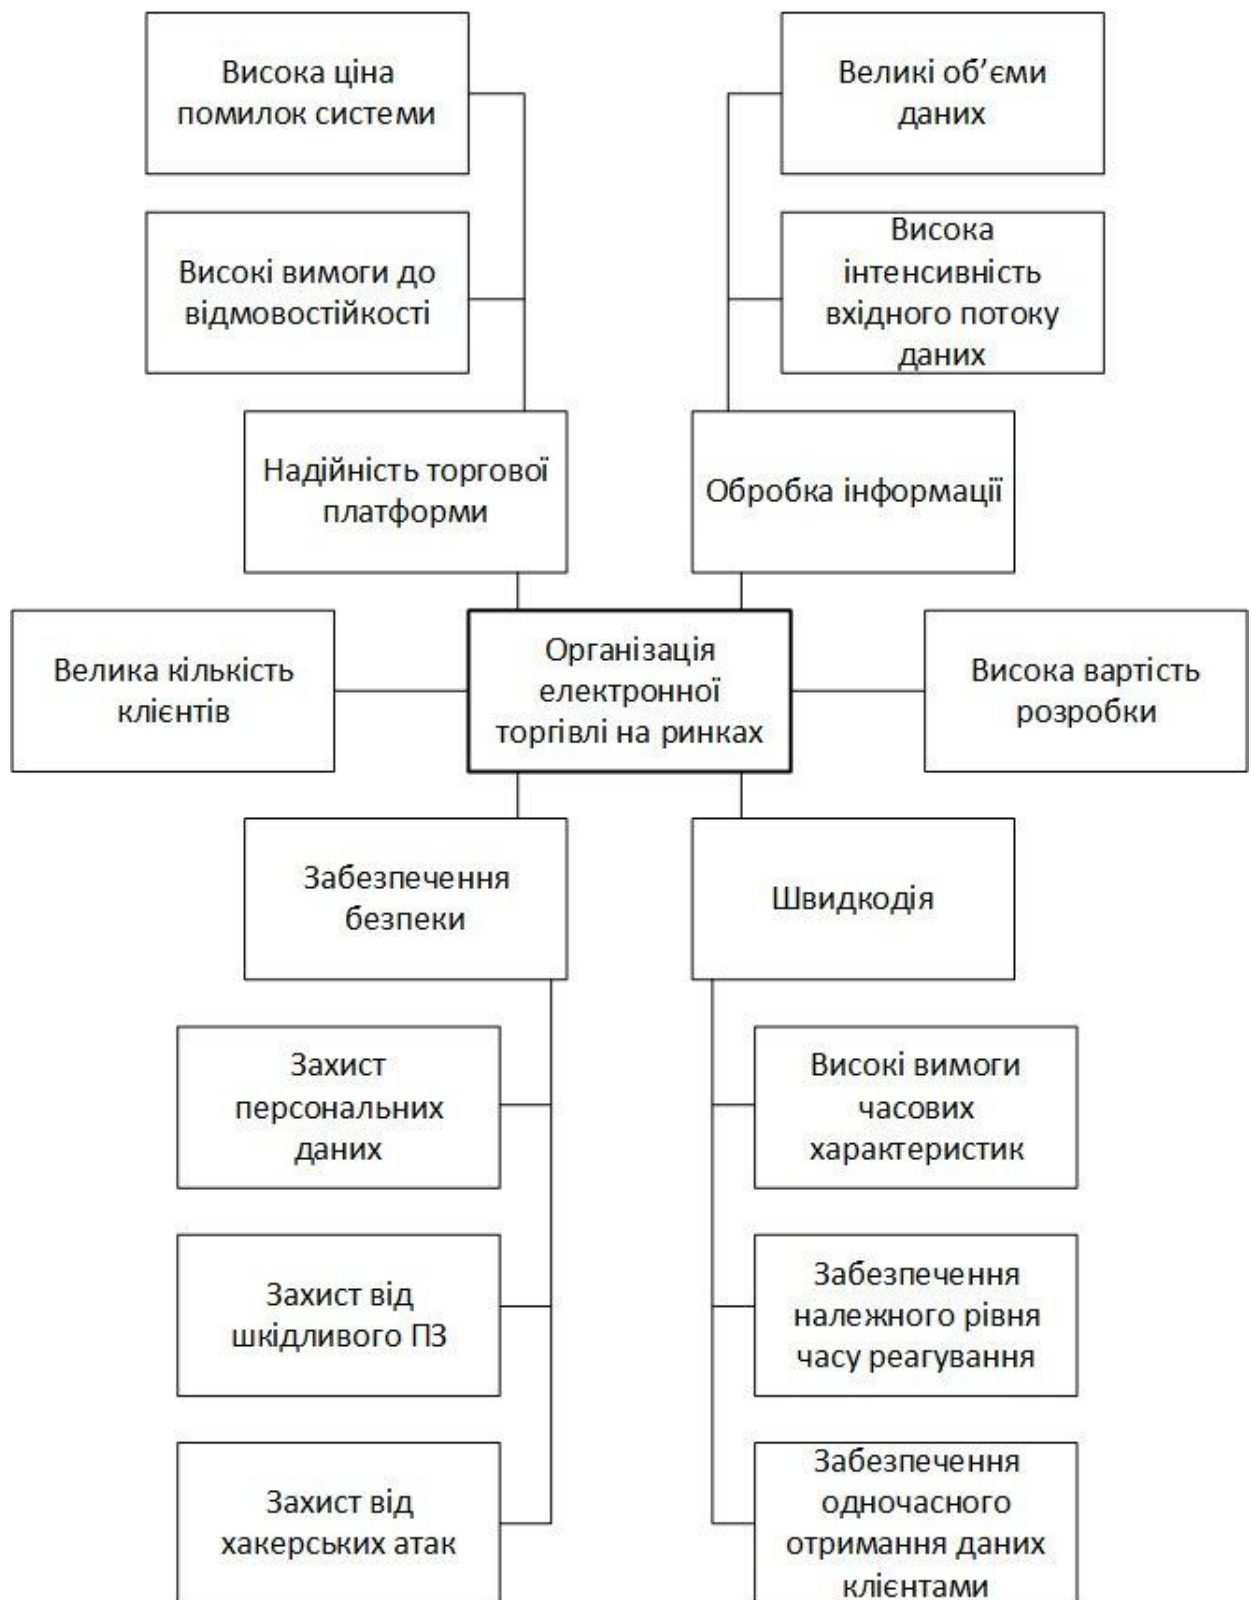 Висока ціна
помилок системи
Великі об’єми
даних
Високі вимоги до
відмовостійкості
Висока
інтенсивність
вхідного потоку
даних
Надійність торгової
платформи
Обробка інформації
Велика кількість
клієнтів
Організація
електронної
торгівлі на ринках
Висока вартість
розробки
Забезпечення
безпеки
Швидкодія
Захист
персональних
даних
Високі вимоги
часових
характеристик
Захист від
шкідливого ПЗ
Забезпечення
належного рівня
часу реагування
Захист від
хакерських атак
Забезпечення
одночасного
отримання даних
клієнтами